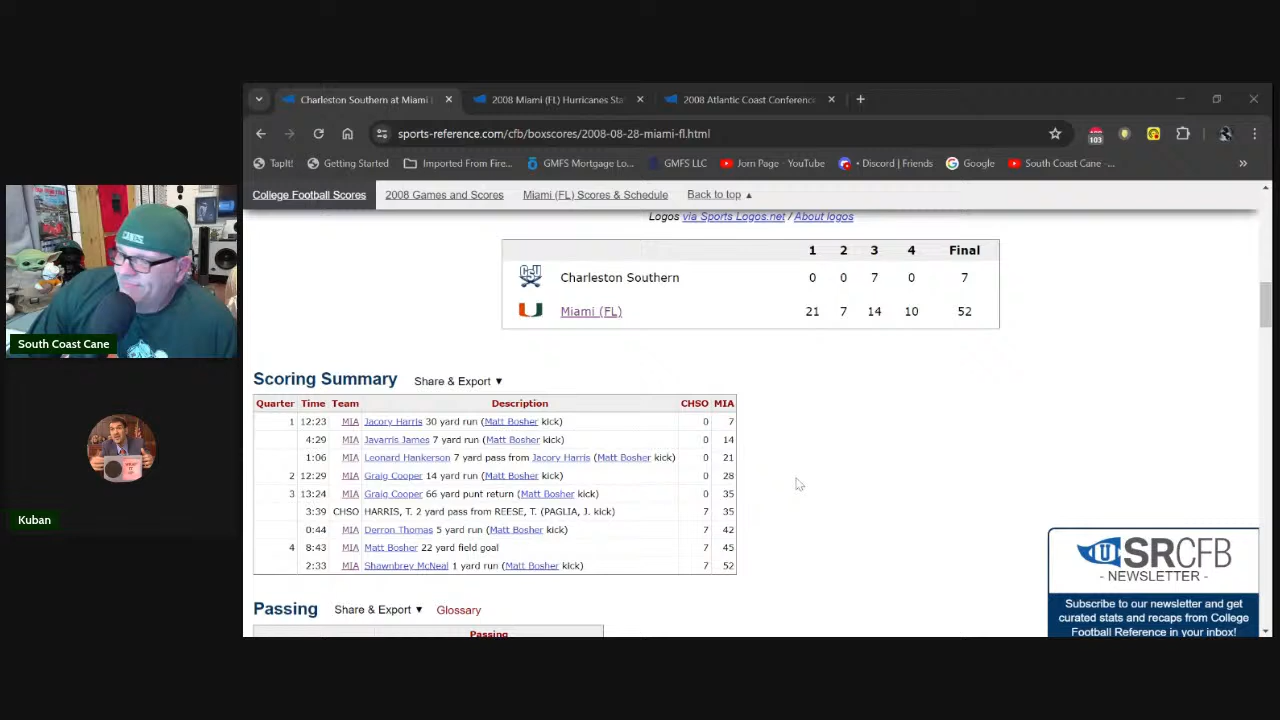 Charleston Southern at Miami (
2008 Miami (FL) Hurricanes Sta
2008 Atlantic Coast Conference
sports-reference.com/cfb/boxscores/2008-08-28-miami-fl.html
103
TapIt! Getting Started Imported From Fire... GMFS Mortgage Lo... GMFS LLC Jorn Page - YouTube • Discord | Friends Google South Coast Cane -... »
College Football Scores 2008 Games and Scores Miami (FL) Scores & Schedule Back to top ▲
Logos via Sports Logos.net / About logos
1 2 3 4 Final
Charleston Southern 0 0 7 0 7
Miami (FL) 21 7 14 10 52
Scoring Summary Share & Export ▼
Quarter Time Team Description CHSO MIA
1 12:23 MIA Jacory Harris 30 yard run (Matt Bosher kick) 0 7
4:29 MIA Javarris James 7 yard run (Matt Bosher kick) 0 14
1:06 MIA Leonard Hankerson 7 yard pass from Jacory Harris (Matt Bosher kick) 0 21
2 12:29 MIA Graig Cooper 14 yard run (Matt Bosher kick) 0 28
3 13:24 MIA Graig Cooper 66 yard punt return (Matt Bosher kick) 0 35
3:39 CHSO HARRIS, T. 2 yard pass from REESE, T. (PAGLIA, J. kick) 7 35
0:44 MIA Derron Thomas 5 yard run (Matt Bosher kick) 7 42
4 8:43 MIA Matt Bosher 22 yard field goal 7 45
2:33 MIA Shawnbrey McNeal 1 yard run (Matt Bosher kick) 7 52
Passing Share & Export ▼ Glossary
Passing
SRCFB
- NEWSLETTER -
Subscribe to our newsletter and get
curated stats and recaps from College
Football Reference in your inbox!
South Coast Cane
Kuban